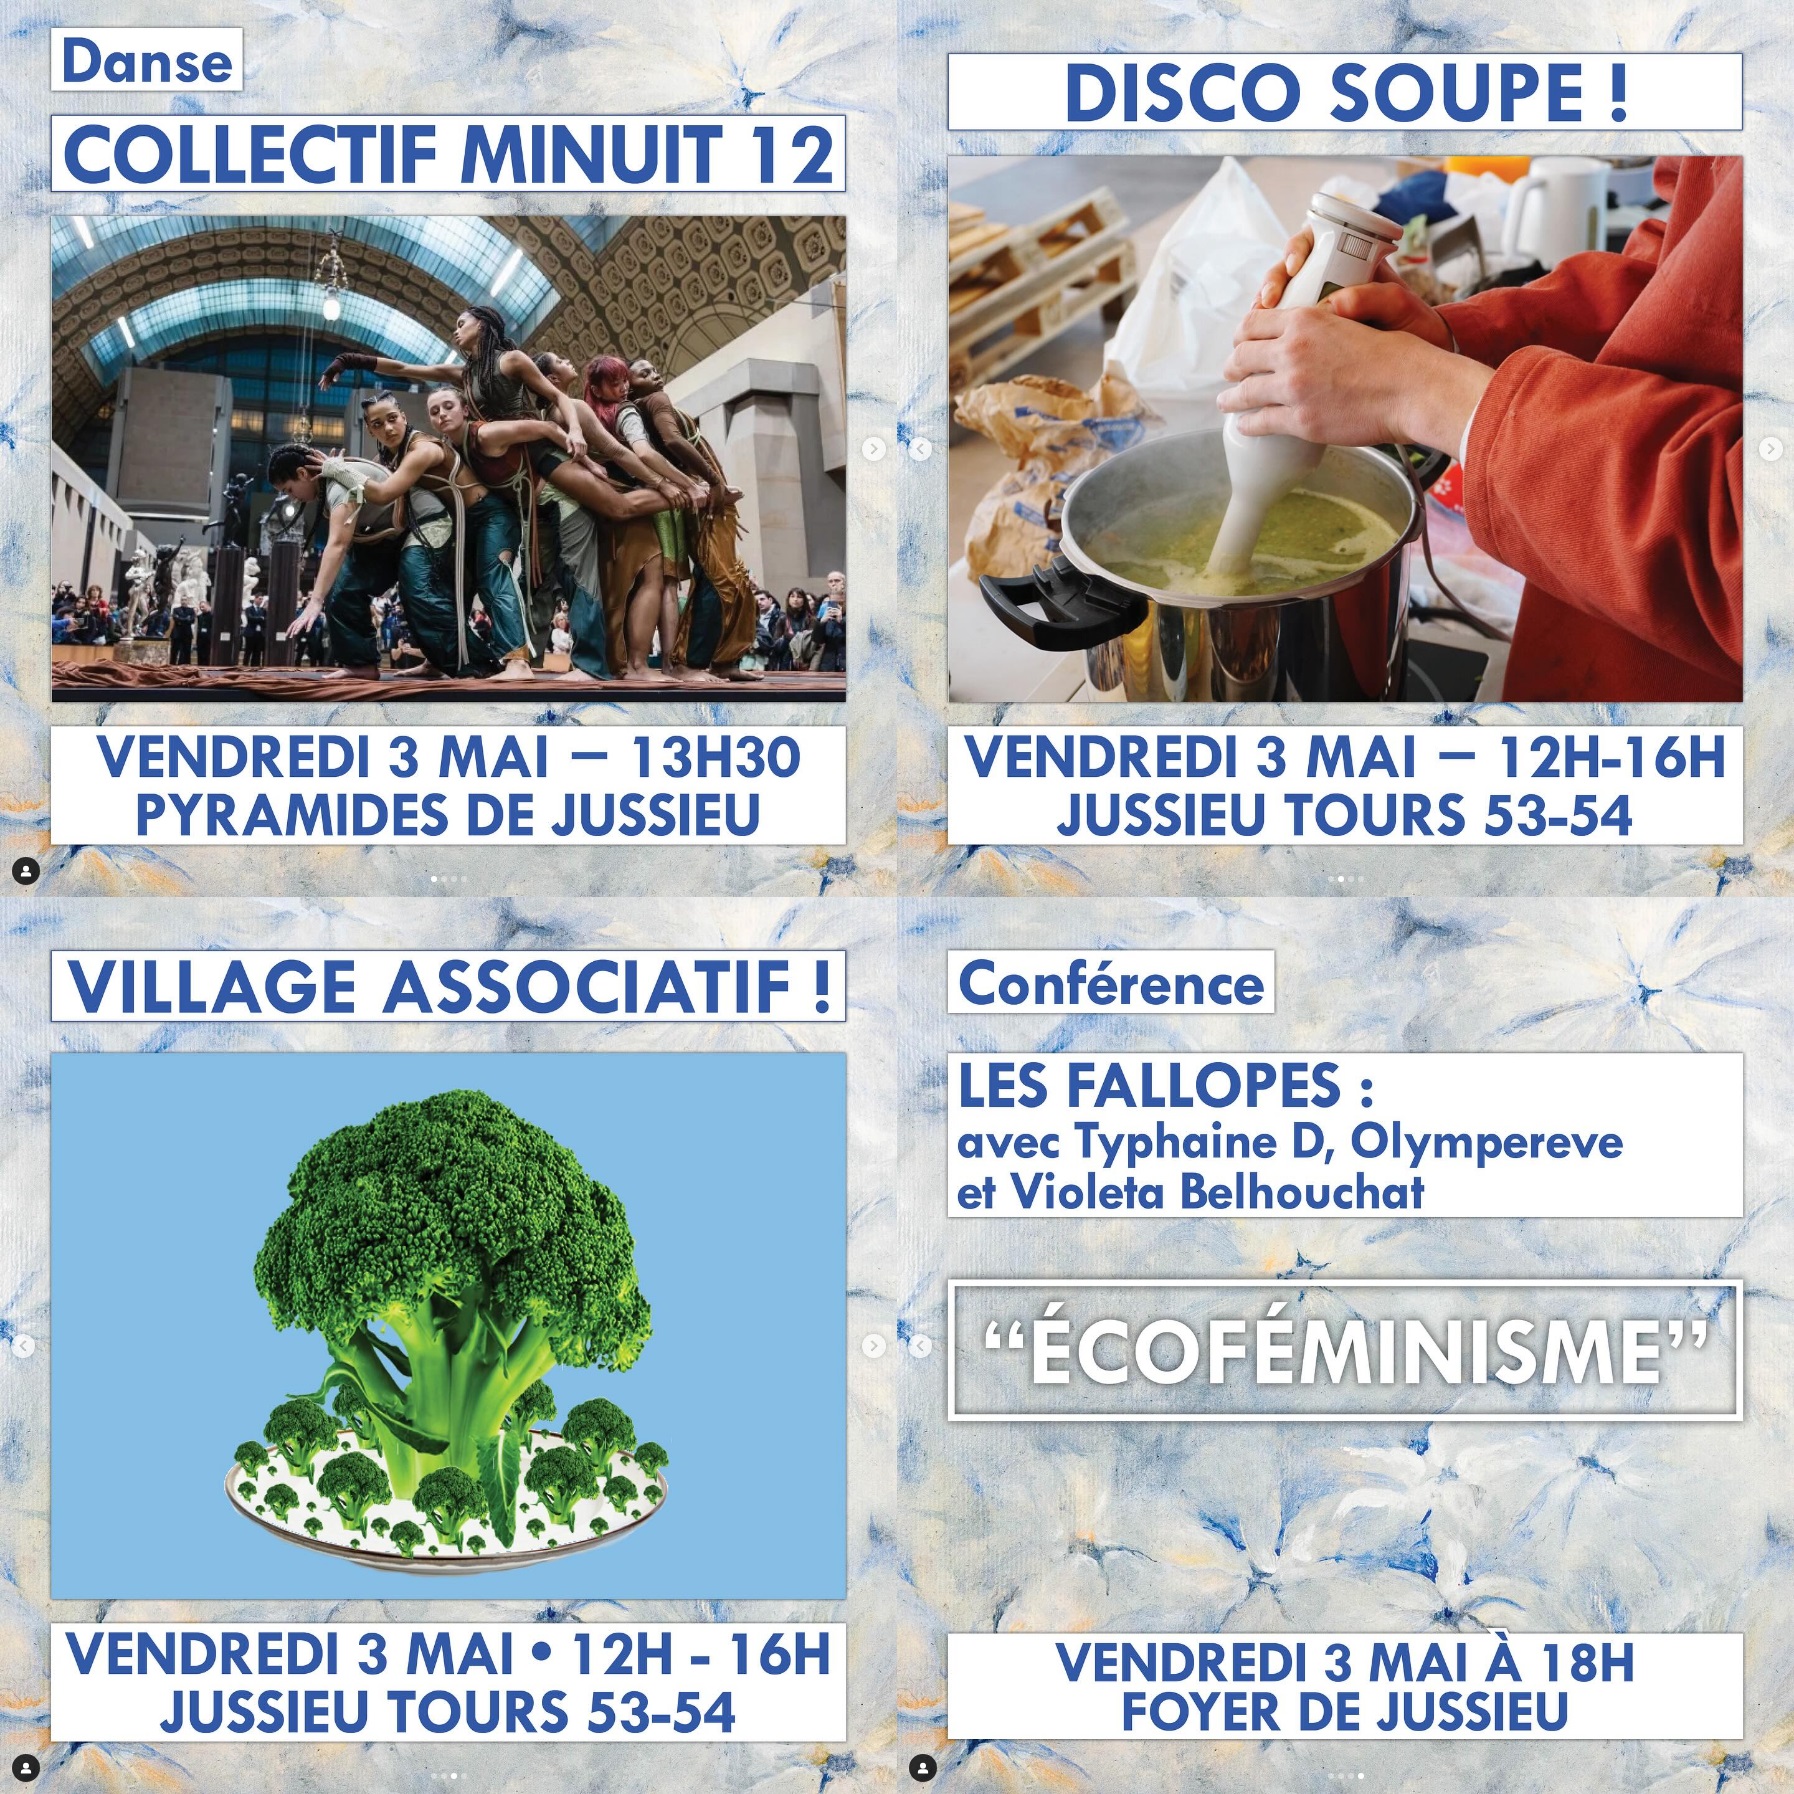 Danse
COLLECTIF MINUIT 12
VENDREDI 3 MAI – 13H30
PYRAMIDES DE JUSSIEU
DISCO SOUPE !
VENDREDI 3 MAI – 12H-16H
JUSSIEU TOURS 53-54
VILLAGE ASSOCIATIF !
VENDREDI 3 MAI • 12H - 16H
JUSSIEU TOURS 53-54
Conférence
LES FALLOPES :
avec Typhaine D, Olympereve
et Violeta Belhouchat
“ÉCOFÉMINISME”
VENDREDI 3 MAI À 18H
FOYER DE JUSSIEU